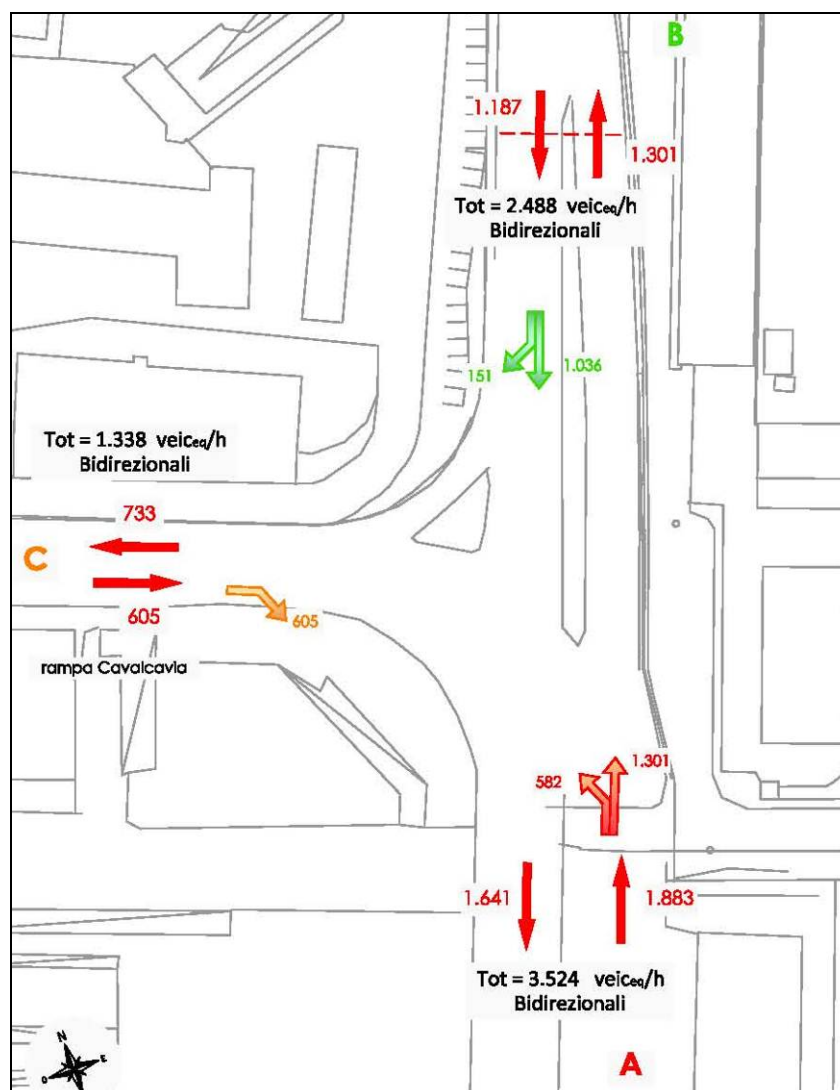 B
1.187
1.301
Tot = 2.488 veiceq/h
Bidirezionali
151
1.036
Tot = 1.338 veiceq/h
Bidirezionali
733
C
605
605
rampa Cavalcavia
1.301
582
1.641
1.883
Tot = 3.524 veiceq/h
Bidirezionali
N
E
O
S
A